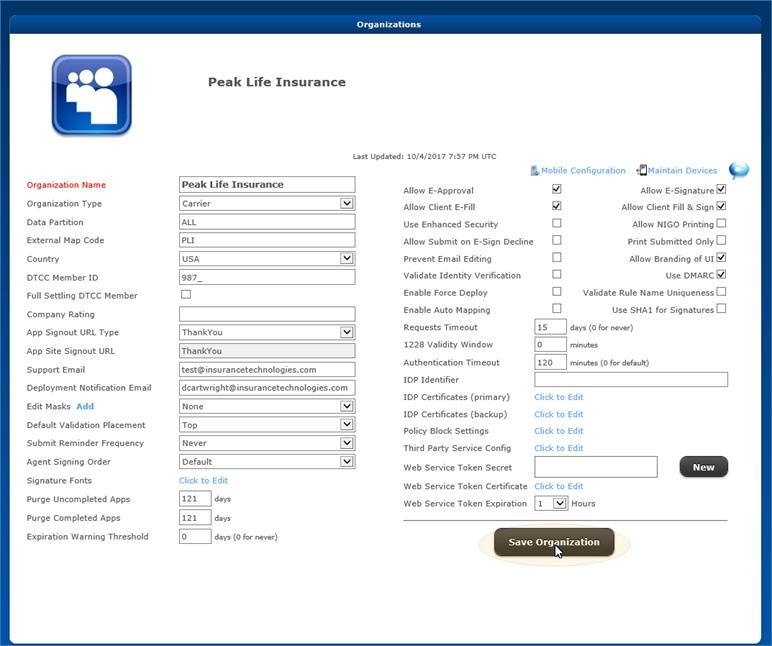 Organizations
Peak Life Insurance
Last Updated: 10/4/2017 7:57 PM UTC
Mobile Configuration Maintain Devices
Organization Name Peak Life Insurance
Organization Type Carrier
Data Partition ALL
External Map Code PLI
Country USA
DTCC Member ID 987_
Full Settling DTCC Member
Company Rating
App Signout URL Type ThankYou
App Site Signout URL ThankYou
Support Email test@insurancetechnologies.com
Deployment Notification Email dcartwright@insurancetechnologies.com
Edit Masks Add None
Default Validation Placement Top
Submit Reminder Frequency Never
Agent Signing Order Default
Signature Fonts Click to Edit
Purge Uncompleted Apps 121 days
Purge Completed Apps 121 days
Expiration Warning Threshold 0 days (0 for never)
Allow E-Approval Allow E-Signature
Allow Client E-Fill Allow Client Fill & Sign
Use Enhanced Security Allow NIGO Printing
Allow Submit on E-Sign Decline Print Submitted Only
Prevent Email Editing Allow Branding of UI
Validate Identity Verification Use DMARC
Enable Force Deploy Validate Rule Name Uniqueness
Enable Auto Mapping Use SHA1 for Signatures
Requests Timeout 15 days (0 for never)
1228 Validity Window 0 minutes
Authentication Timeout 120 minutes (0 for default)
IDP Identifier
IDP Certificates (primary) Click to Edit
IDP Certificates (backup) Click to Edit
Policy Block Settings Click to Edit
Third Party Service Config Click to Edit
Web Service Token Secret New
Web Service Token Certificate Click to Edit
Web Service Token Expiration 1 Hours
Save Organization